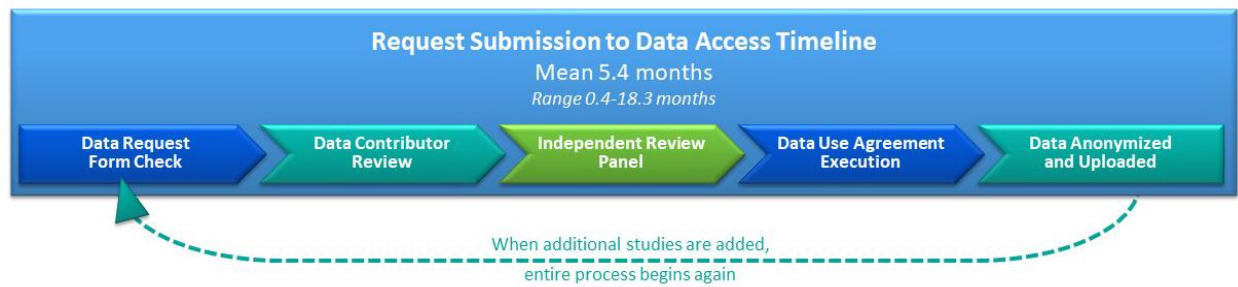 Request Submission to Data Access Timeline
Mean 5.4 months
Range 0.4-18.3 months
Data Request
Form Check
Data Contributor
Review
Independent Review
Panel
Data Use Agreement
Execution
Data Anonymized
and Uploaded
When additional studies are added,
entire process begins again